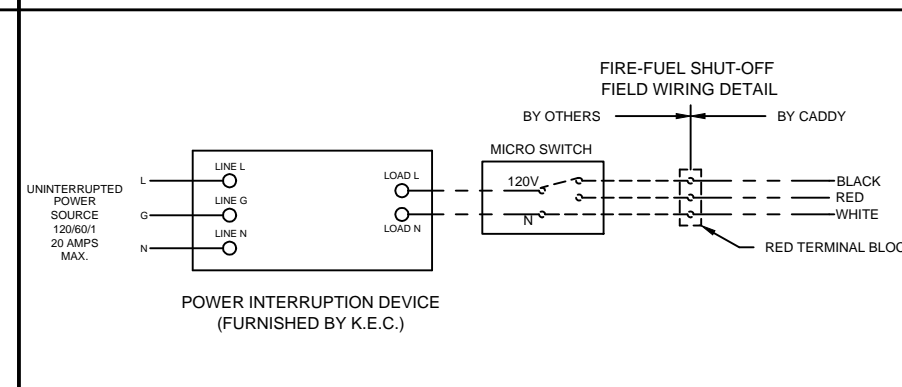 FIRE-FUEL SHUT-OFF
FIELD WIRING DETAIL
BY OTHERS
BY CADDY
MICRO SWITCH
120V
N
BLACK
RED
WHITE
RED TERMINAL BLOC
LINE L
LINE G
LINE N
LOAD L
LOAD N
L
G
N
UNINTERRUPTED
POWER
SOURCE
120/60/1
20 AMPS
MAX.
POWER INTERRUPTION DEVICE
(FURNISHED BY K.E.C.)